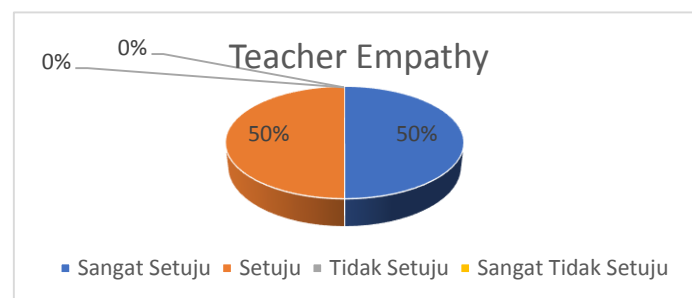 Teacher Empathy
0%
0%
50%
50%
Sangat Setuju
Setuju
Tidak Setuju
Sangat Tidak Setuju